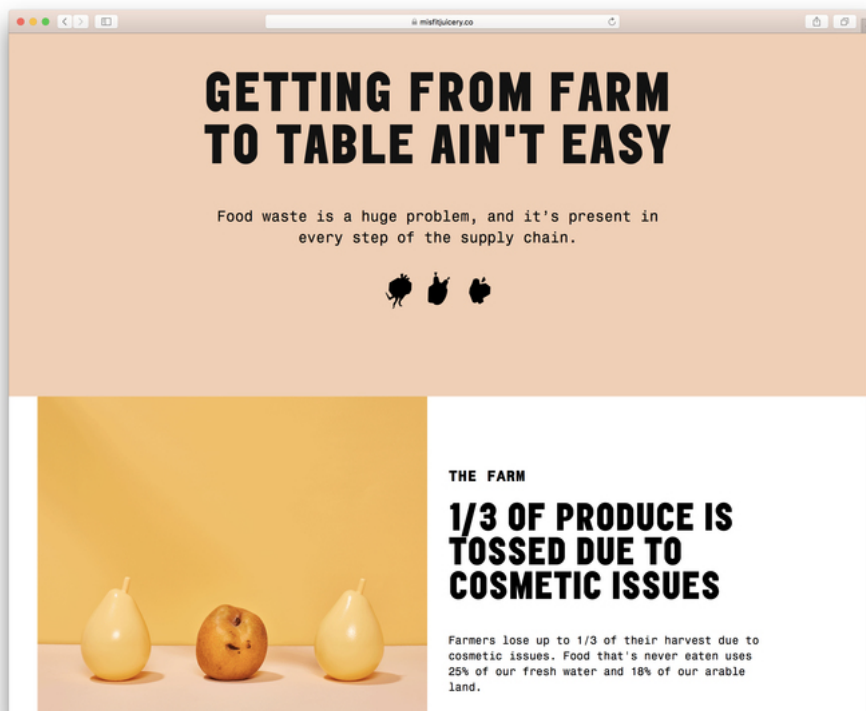 misfitjuicery.co
GETTING FROM FARM
TO TABLE AIN'T EASY
Food waste is a huge problem, and it's present in
every step of the supply chain.
THE FARM
1/3 OF PRODUCE IS
TOSSED DUE TO
COSMETIC ISSUES
Farmers lose up to 1/3 of their harvest due to
cosmetic issues. Food that's never eaten uses
25% of our fresh water and 18% of our arable
land.